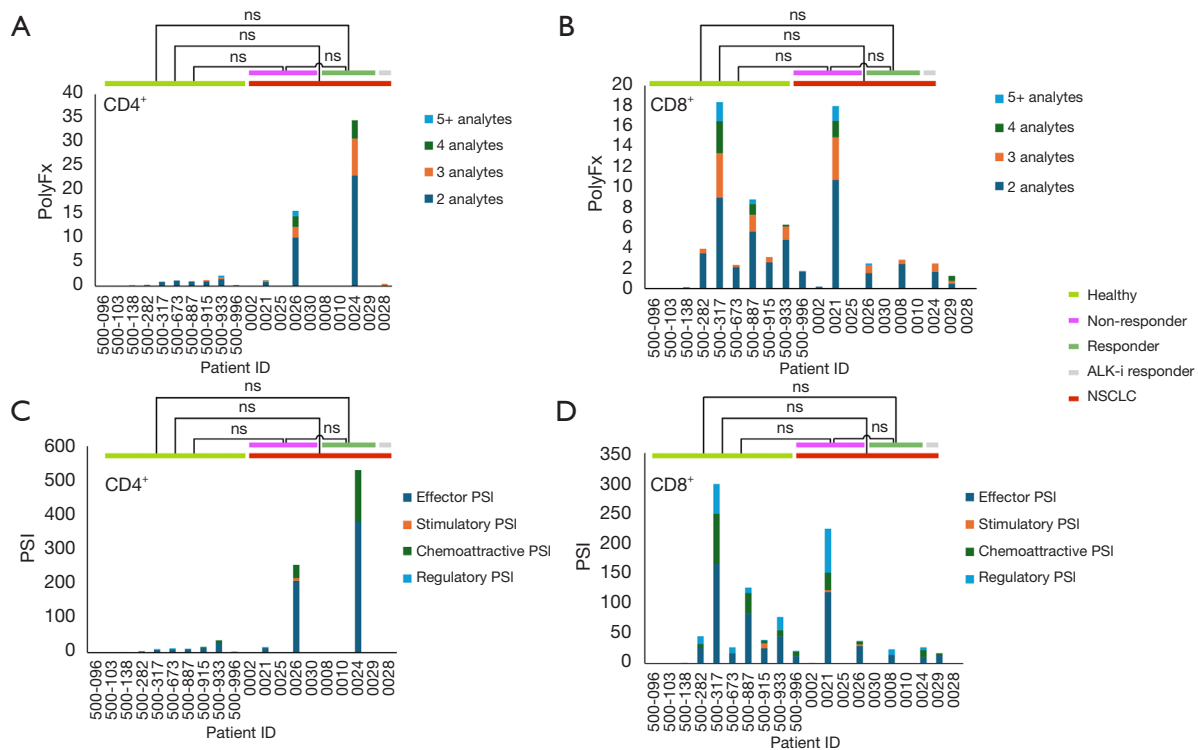 A
ns
ns
ns
ns
CD4+
PolyFx
40
35
30
25
20
15
10
5
0
5+ analytes
4 analytes
3 analytes
2 analytes
500-096
500-103
500-138
500-282
500-317
500-673
500-887
500-915
500-933
500-996
0002
0021
0025
0026
0030
0008
0010
0024
0029
0028
Patient ID
B
ns
ns
ns
ns
CD8+
PolyFx
20
18
16
14
12
10
8
6
4
2
0
5+ analytes
4 analytes
3 analytes
2 analytes
500-096
500-103
500-138
500-282
500-317
500-673
500-887
500-915
500-933
500-996
0002
0021
0025
0026
0030
0008
0010
0024
0029
0028
Patient ID
Healthy
Non-responder
Responder
ALK-i responder
NSCLC
C
ns
ns
ns
ns
CD4+
PSI
600
500
400
300
200
100
0
Effector PSI
Stimulatory PSI
Chemoattractive PSI
Regulatory PSI
500-096
500-103
500-138
500-282
500-317
500-673
500-887
500-915
500-933
500-996
0002
0021
0025
0026
0030
0008
0010
0024
0029
0028
Patient ID
D
ns
ns
ns
ns
CD8+
PSI
350
300
250
200
150
100
50
0
Effector PSI
Stimulatory PSI
Chemoattractive PSI
Regulatory PSI
500-096
500-103
500-138
500-282
500-317
500-673
500-887
500-915
500-933
500-996
0002
0021
0025
0026
0030
0008
0010
0024
0029
0028
Patient ID